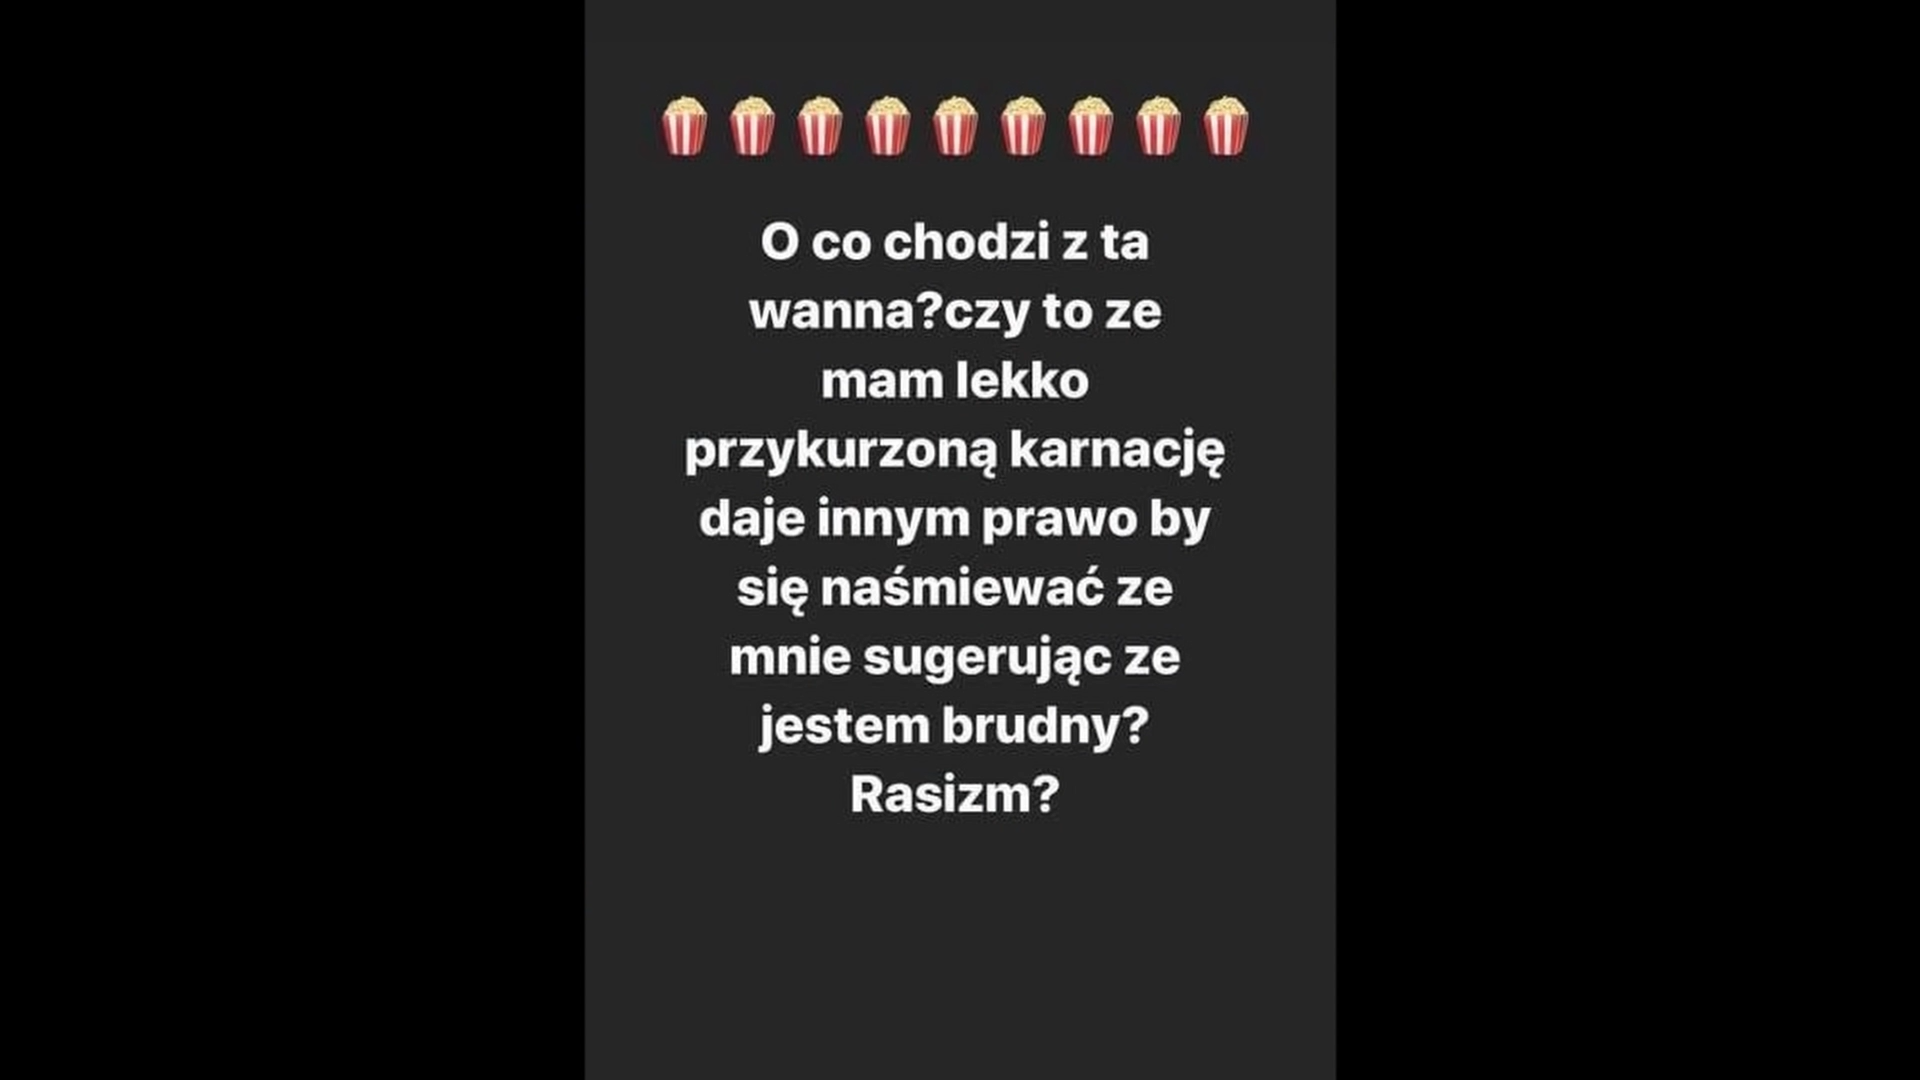 O co chodzi z ta
wanna?czy to ze
mam lekko
przykurzoną karnację
daje innym prawo by
się naśmiewać ze
mnie sugerując ze
jestem brudny?
Rasizm?